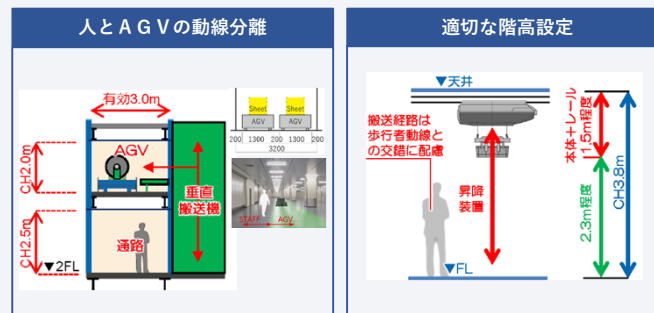 人とＡＧＶの動線分離
有効3.0m
AGV
CH2.0m
CH2.5m
通路
▼2FL
垂直
搬送機
Sheet
Sheet
AGV
AGV
200
1300
200
1300
200
3200
STAFF
AGV
適切な階高設定
▼天井
搬送経路は
歩行者動線と
の交錯に配慮
昇降
装置
本体+レール
1.5m程度
2.3m程度
CH3.8m
▼FL